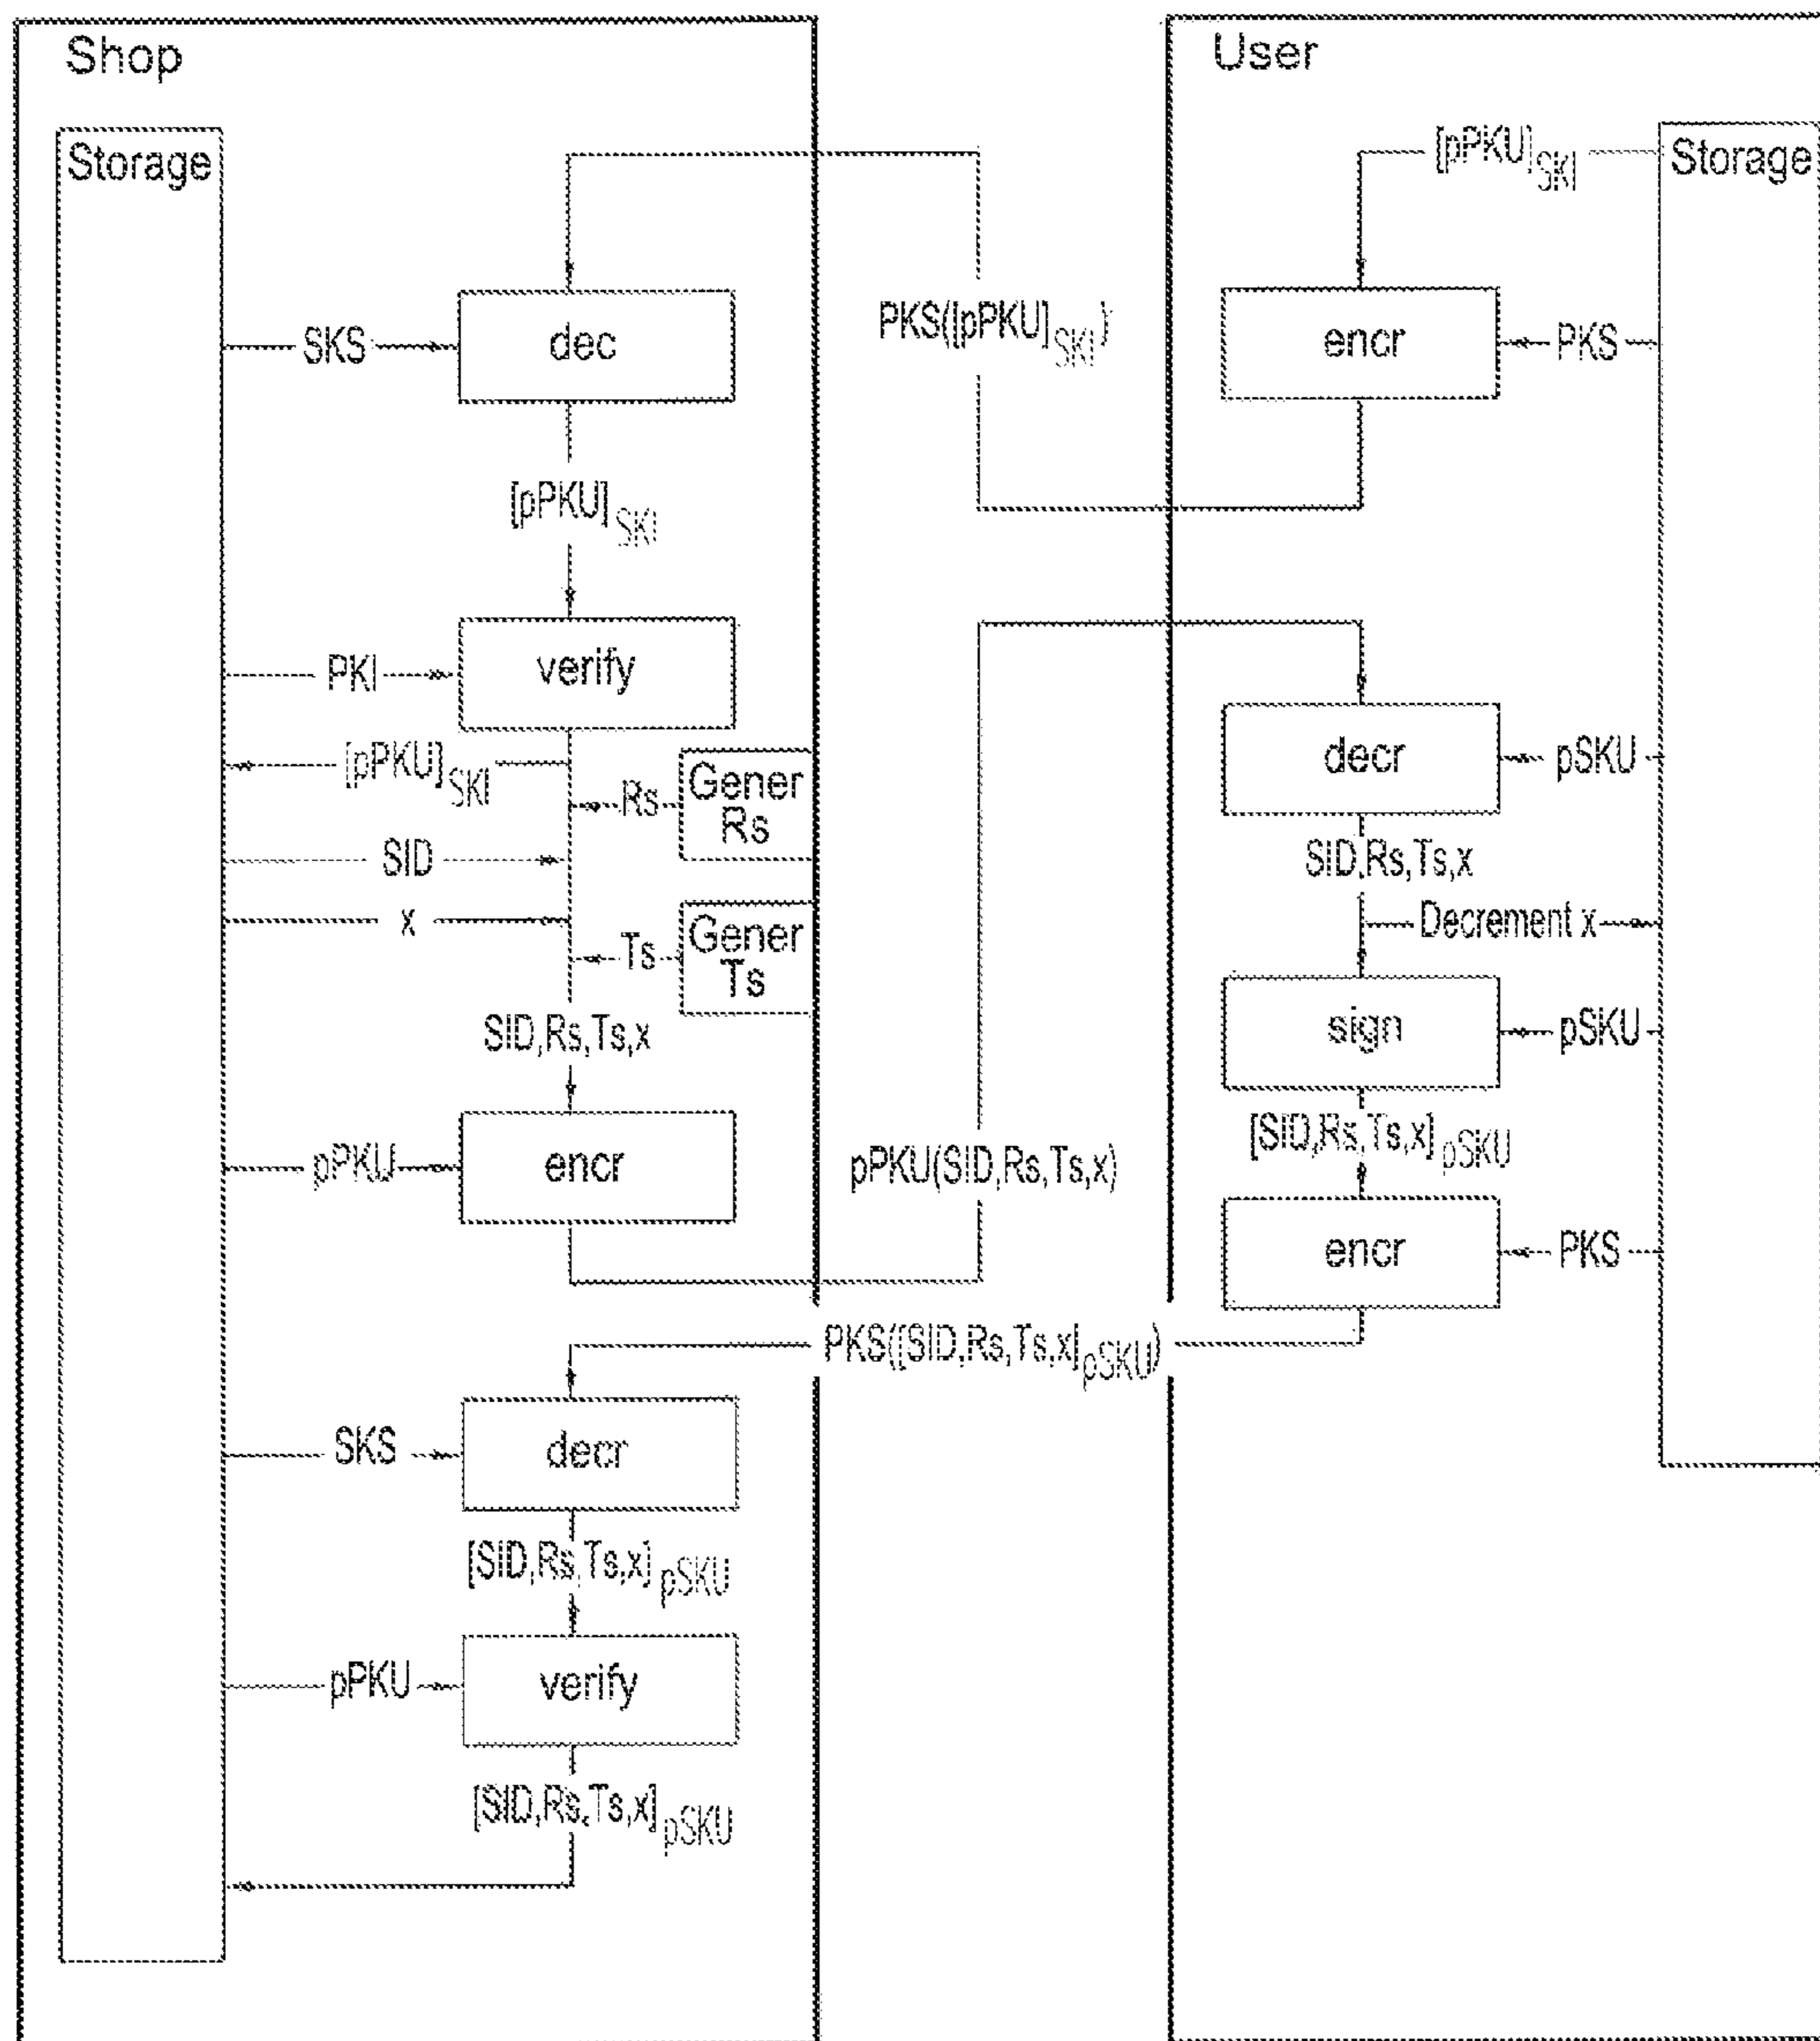 Shop
Storage
SKS
dec
[pPKU]SKI
PKI
verify
[pPKU]SKI
Rs
Gener
Rs
SID
x
Ts
Gener
Ts
SID,Rs,Ts,x
pPKU
encr
SKS
decr
[SID,Rs,Ts,x]pSKU
pPKU
verify
[SID,Rs,Ts,x]pSKU
PKS([pPKU]SKI)
pPKU(SID,Rs,Ts,x)
PKS([SID,Rs,Ts,x]pSKU)
User
[pPKU]SKI
Storage
encr
PKS
decr
pSKU
SID,Rs,Ts,x
Decrement x
sign
pSKU
[SID,Rs,Ts,x]pSKU
encr
PKS